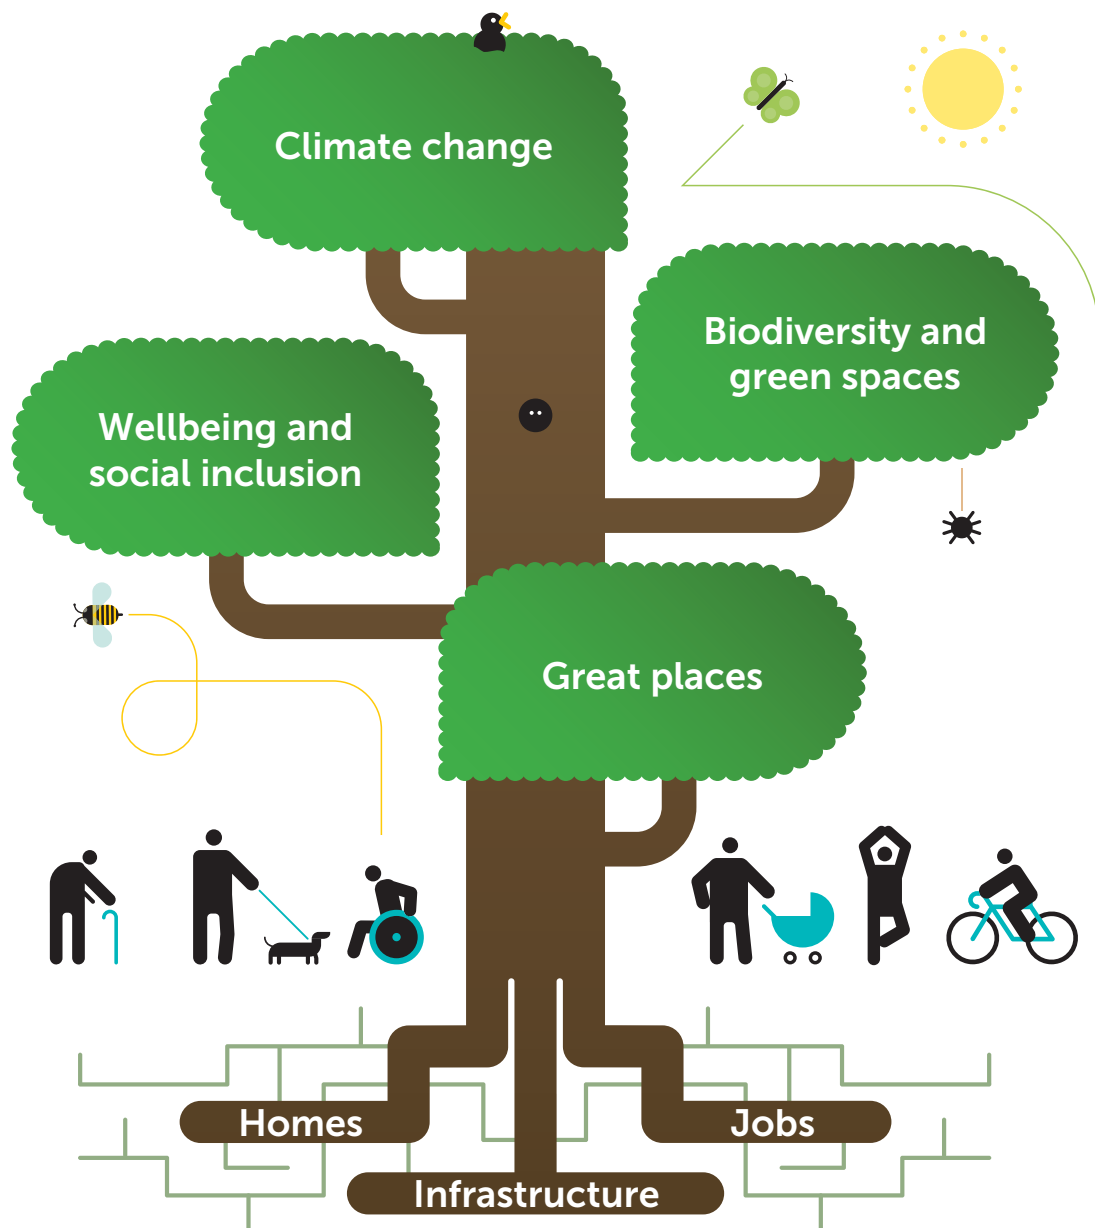 Climate change
Biodiversity and
green spaces
Wellbeing and
social inclusion
Great places
Homes
Jobs
Infrastructure